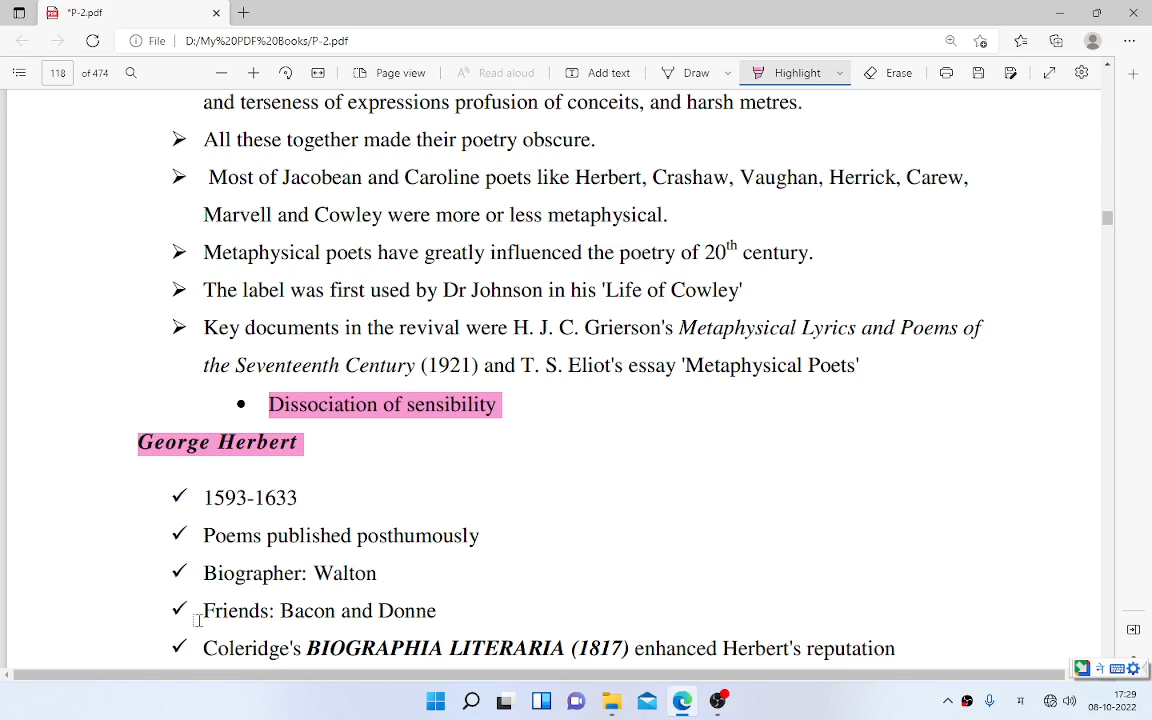 *P-2.pdf
File D:/My%20PDF%20Books/P-2.pdf
118 of 474 Page view Read aloud Add text Draw Highlight Erase
and terseness of expressions profusion of conceits, and harsh metres.
➢ All these together made their poetry obscure.
➢ Most of Jacobean and Caroline poets like Herbert, Crashaw, Vaughan, Herrick, Carew,
Marvell and Cowley were more or less metaphysical.
➢ Metaphysical poets have greatly influenced the poetry of 20th century.
➢ The label was first used by Dr Johnson in his 'Life of Cowley'
➢ Key documents in the revival were H. J. C. Grierson's Metaphysical Lyrics and Poems of
the Seventeenth Century (1921) and T. S. Eliot's essay 'Metaphysical Poets'
• Dissociation of sensibility
George Herbert
✓ 1593-1633
✓ Poems published posthumously
✓ Biographer: Walton
✓ Friends: Bacon and Donne
✓ Coleridge's BIOGRAPHIA LITERARIA (1817) enhanced Herbert's reputation
17:29
08-10-2022